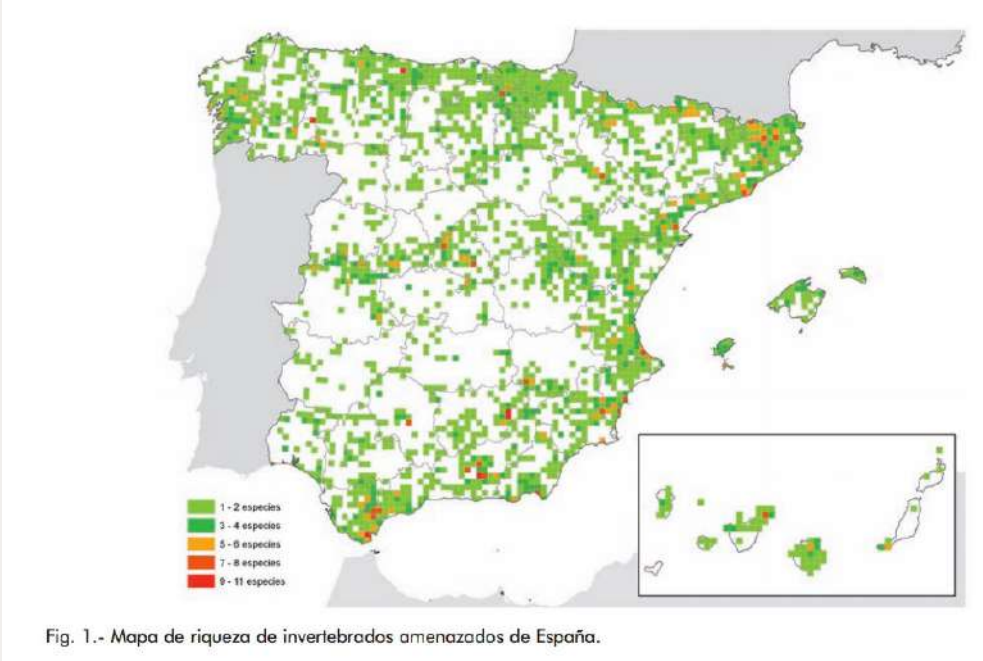 1 - 2 especies
3 - 4 especies
5 - 6 especies
7 - 8 especies
9 - 11 especies
Fig. 1.- Mapa de riqueza de invertebrados amenazados de España.